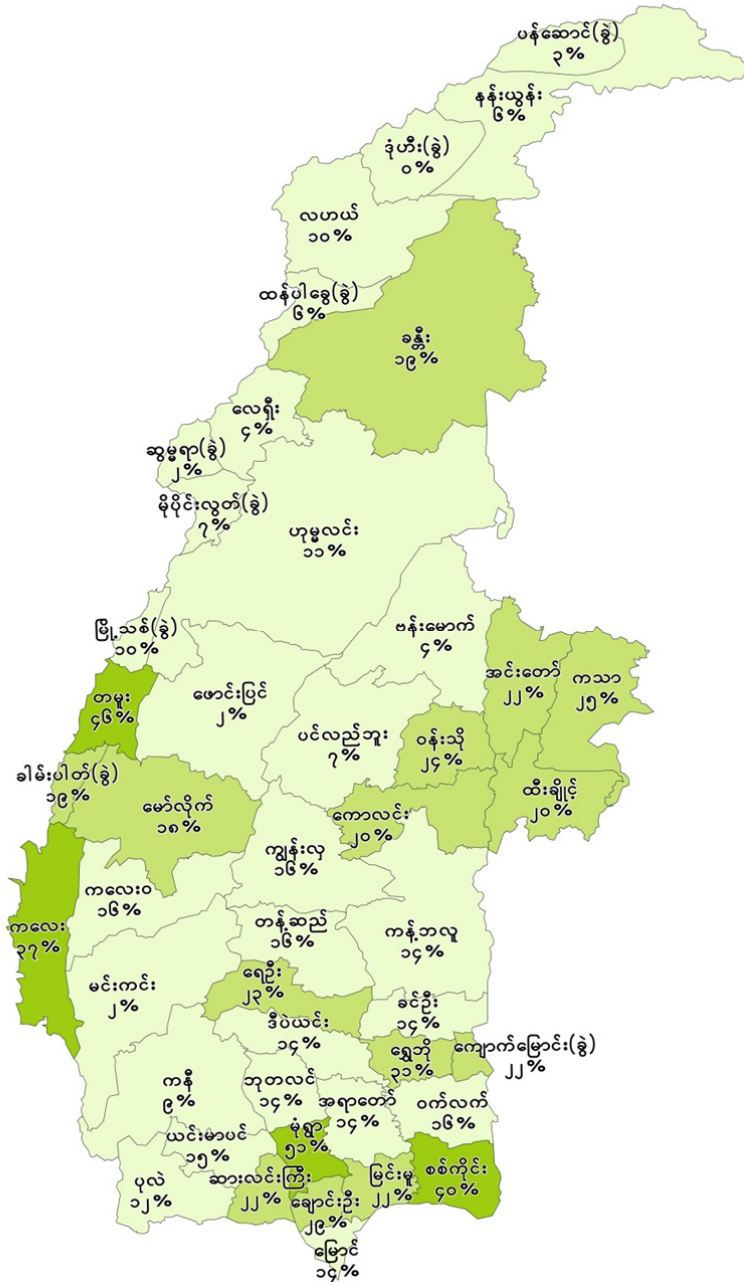 ပန်ဆောင်(ခွဲ)
၃%
နန်းယွန်း
၆%
ဒုံဟီး(ခွဲ)
၀%
လဟယ်
၁၀%
ထန်ပါခွေ(ခွဲ)
၆%
ခန္တီး
၁၉%
လေရှီး
၄%
ဆွမ္မရာ(ခွဲ)
၂%
မိုပိုင်းလွတ်(ခွဲ)
၇%
ဟုမ္မလင်း
၁၁%
ဗန်းမောက်
၄%
မြို့သစ်(ခွဲ)
၁၀%
အင်းတော်
၂၂%
ကသာ
၂၅%
တမူး
၄၆%
ဖောင်းပြင်
၂%
ပင်လည်ဘူး
၇%
ဝန်းသို
၂၄%
ခါမ်းပါတ်(ခွဲ)
၁၉%
မော်လိုက်
၁၈%
ထီးချိုင့်
၂၀%
ကောလင်း
၂၀%
ကျွန်းလှ
၁၆%
ကလေးဝ
၁၆%
ကလေး
၃၇%
တန့်ဆည်
၁၆%
ကန့်ဘလူ
၁၄%
မင်းကင်း
၂%
ရေဦး
၂၃%
ခင်ဦး
၁၄%
ဒီပဲယင်း
၁၄%
ရွှေဘို
၃၁%
ကျောက်မြောင်း(ခွဲ)
၂၂%
ကနီ
၉%
ဘုတလင်
၁၄%
အရာတော်
၁၄%
ဝက်လက်
၁၆%
မုံရွာ
၅၁%
ယင်းမာပင်
၁၅%
ပုလဲ
၁၂%
ဆားလင်းကြီး
၂၂%
ချောင်းဦး
၂၉%
မြင်းမူ
၂၂%
စစ်ကိုင်း
၄၀%
မြောင်
၁၄%